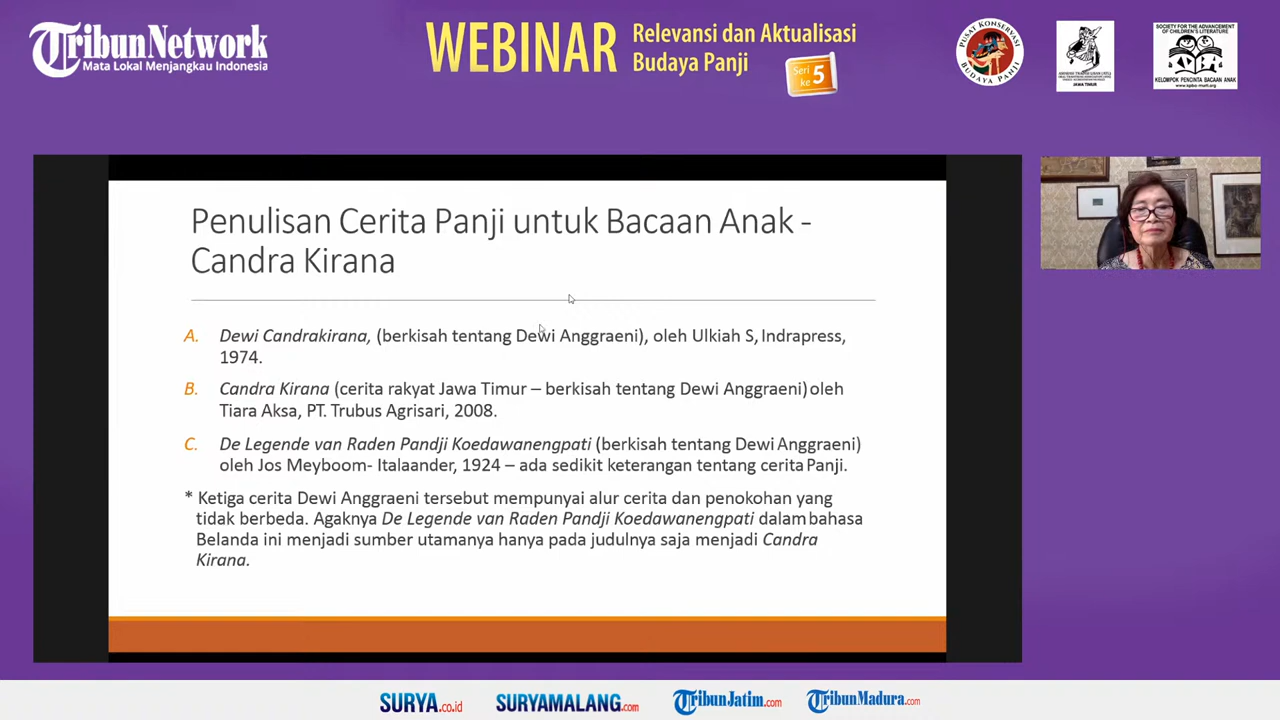 TribunNetwork
Mata Lokal Menjangkau Indonesia
WEBINAR
Relevansi dan Aktualisasi
Budaya Panji
Seri
ke 5
PUSAT KONSERVASI
BUDAYA PANJI
JAWA TIMUR
SOCIETY FOR THE ADVANCEMENT
OF CHILDREN'S LITERATURE
KELOMPOK PENCINTA BACAAN ANAK
Penulisan Cerita Panji untuk Bacaan Anak -
Candra Kirana
A. Dewi Candrakirana, (berkisah tentang Dewi Anggraeni), oleh Ulkiah S, Indrapress,
1974.
B. Candra Kirana (cerita rakyat Jawa Timur – berkisah tentang Dewi Anggraeni) oleh
Tiara Aksa, PT. Trubus Agrisari, 2008.
C. De Legende van Raden Pandji Koedawanengpati (berkisah tentang Dewi Anggraeni)
oleh Jos Meyboom- Italaander, 1924 – ada sedikit keterangan tentang cerita Panji.
* Ketiga cerita Dewi Anggraeni tersebut mempunyai alur cerita dan penokohan yang
tidak berbeda. Agaknya De Legende van Raden Pandji Koedawanengpati dalam bahasa
Belanda ini menjadi sumber utamanya hanya pada judulnya saja menjadi Candra
Kirana.
SURYA.co.id
SURYAMALANG.com
TribunJatim.com
TribunMadura.com